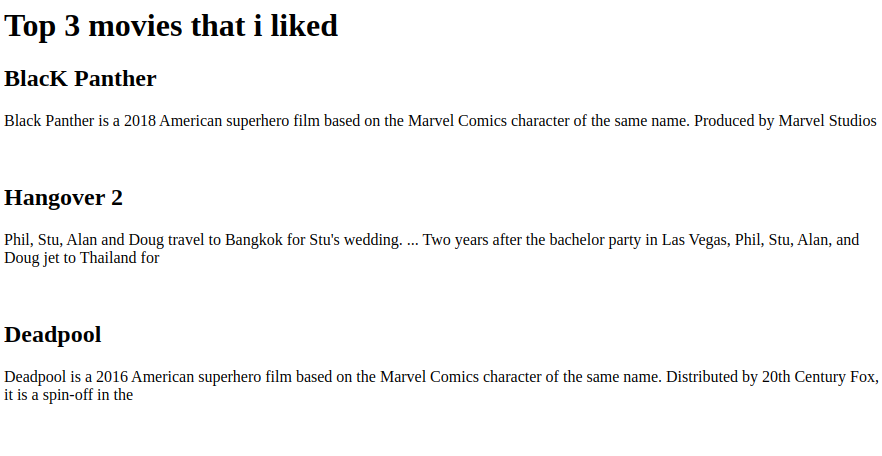 Top 3 movies that i liked
BlacK Panther
Black Panther is a 2018 American superhero film based on the Marvel Comics character of the same name. Produced by Marvel Studios
Hangover 2
Phil, Stu, Alan and Doug travel to Bangkok for Stu's wedding. ... Two years after the bachelor party in Las Vegas, Phil, Stu, Alan, and
Doug jet to Thailand for
Deadpool
Deadpool is a 2016 American superhero film based on the Marvel Comics character of the same name. Distributed by 20th Century Fox,
it is a spin-off in the